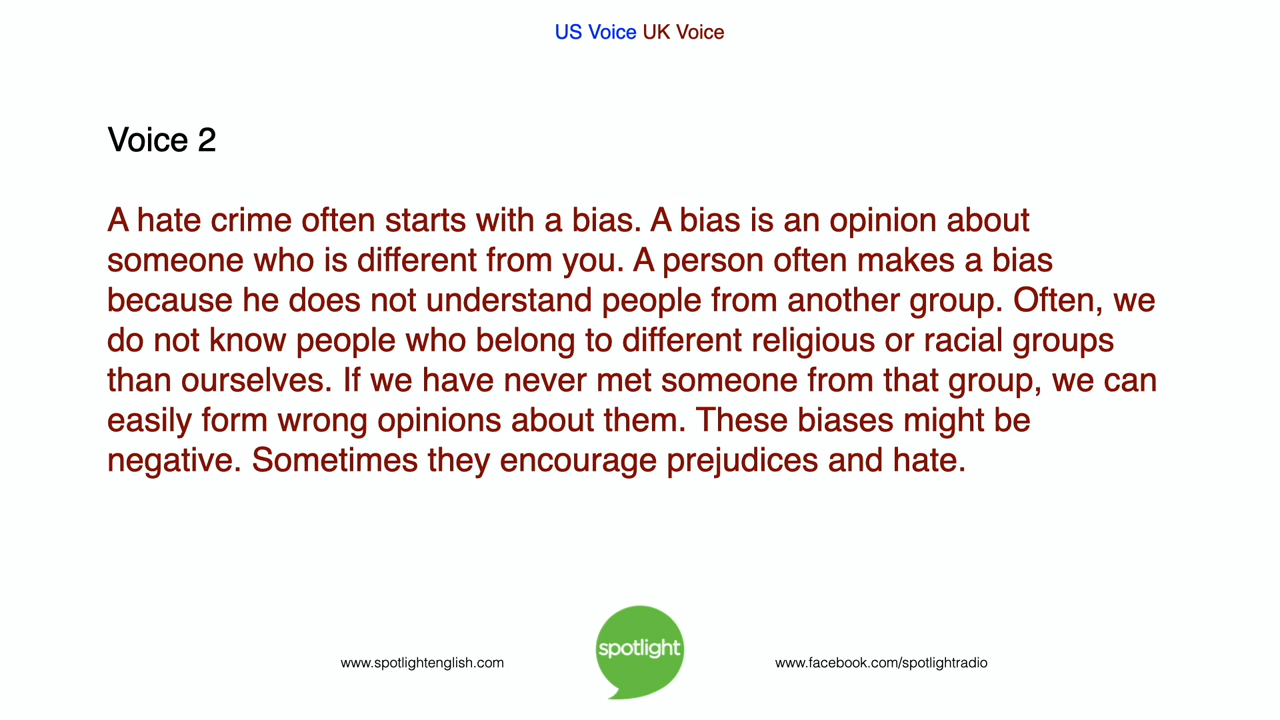 US Voice UK Voice
Voice 2
A hate crime often starts with a bias. A bias is an opinion about
someone who is different from you. A person often makes a bias
because he does not understand people from another group. Often, we
do not know people who belong to different religious or racial groups
than ourselves. If we have never met someone from that group, we can
easily form wrong opinions about them. These biases might be
negative. Sometimes they encourage prejudices and hate.
www.spotlightenglish.com
spotlight
www.facebook.com/spotlightradio